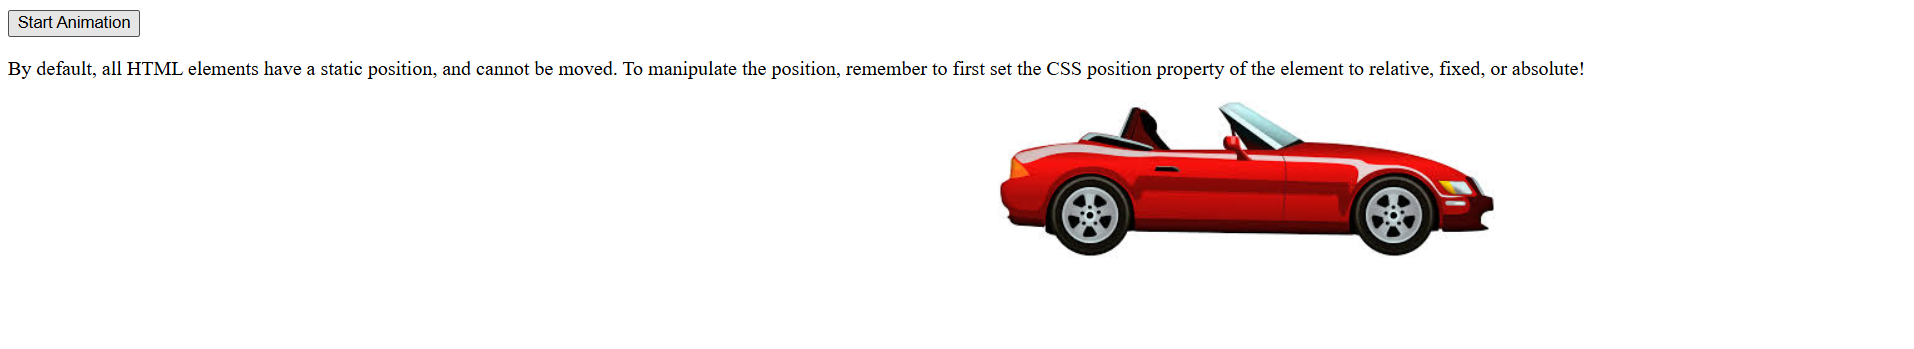 Start Animation
By default, all HTML elements have a static position, and cannot be moved. To manipulate the position, remember to first set the CSS position property of the element to relative, fixed, or absolute!